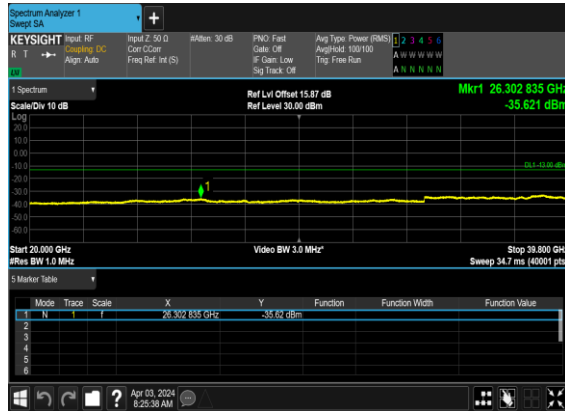 Spectrum Analyzer 1
Swept SA
+
KEYSIGHT Input: RF Input Z: 50 Ω #Atten: 30 dB PNO: Fast Avg Type: Power (RMS) 1 2 3 4 5 6
R T Coupling: DC Corr CCorr Gate: Off Avg|Hold: 100/100 A W W W W W
Align: Auto Freq Ref: Int (S) IF Gain: Low Trig: Free Run
LW Sig Track: Off A N N N N N
1 Spectrum Ref Lvl Offset 15.87 dB Mkr1 26.302 835 GHz
Scale/Div 10 dB Ref Level 30.00 dBm -35.621 dBm
Log
20.0
10.0
0.00
-10.0 DL1 -13.00 dBm
-20.0
-30.0 1
-40.0
-50.0
-60.0
Start 20.000 GHz Video BW 3.0 MHz* Stop 39.800 GHz
#Res BW 1.0 MHz Sweep 34.7 ms (40001 pts)
5 Marker Table
Mode Trace Scale X Y Function Function Width Function Value
1 N 1 f 26.302 835 GHz -35.62 dBm
2
3
4
5
6
? Apr 03, 2024
8:25:38 AM